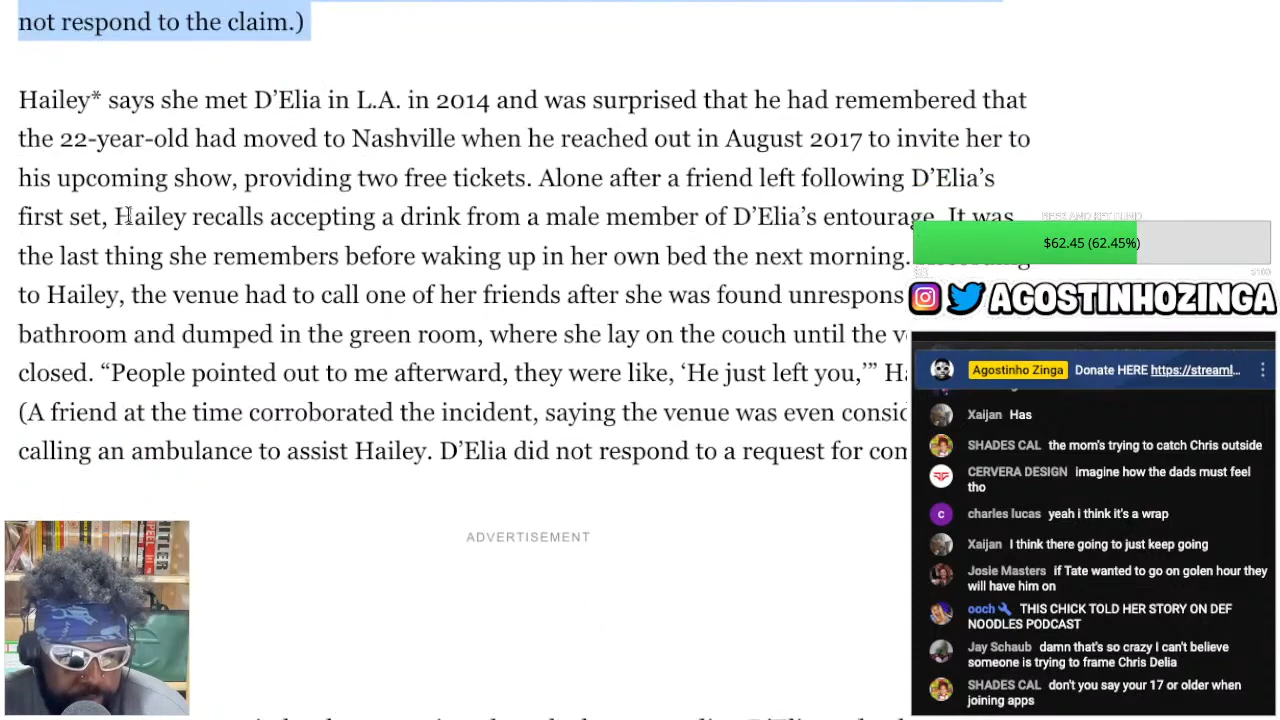 not respond to the claim.)
Hailey* says she met D’Elia in L.A. in 2014 and was surprised that he had remembered that
the 22-year-old had moved to Nashville when he reached out in August 2017 to invite her to
his upcoming show, providing two free tickets. Alone after a friend left following D’Elia’s
first set, Hailey recalls accepting a drink from a male member of D’Elia’s entourage. It was
the last thing she remembers before waking up in her own bed the next morning.
to Hailey, the venue had to call one of her friends after she was found
bathroom and dumped in the green room, where she lay on the couch until the
closed. “People pointed out to me afterward, they were like, ‘He just left you,’”
(A friend at the time corroborated the incident, saying the venue was even
calling an ambulance to assist Hailey. D’Elia did not respond to a request for
ADVERTISEMENT
$62.45 (62.45%)
$100
AGOSTINHOZINGA
Agostinho Zinga Donate HERE https://streaml...
Xaijan Has
SHADES CAL the mom's trying to catch Chris outside
CERVERA DESIGN imagine how the dads must feel
tho
charles lucas yeah i think it's a wrap
Xaijan I think there going to just keep going
Josie Masters if Tate wanted to go on golen hour they
will have him on
ooch THIS CHICK TOLD HER STORY ON DEF
NOODLES PODCAST
Jay Schaub damn that's so crazy I can't believe
someone is trying to frame Chris Delia
SHADES CAL don't you say your 17 or older when
joining apps